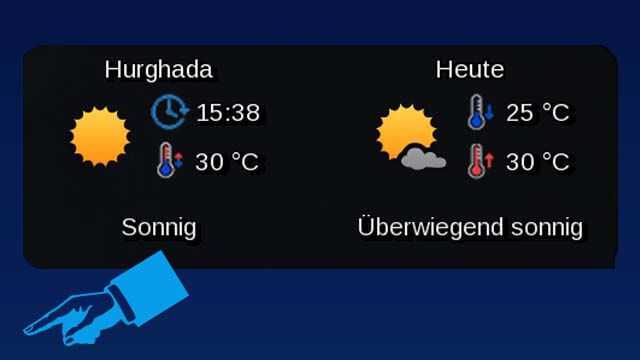 Hurghada
15:38
30 °C
Sonnig
Heute
25 °C
30 °C
Überwiegend sonnig